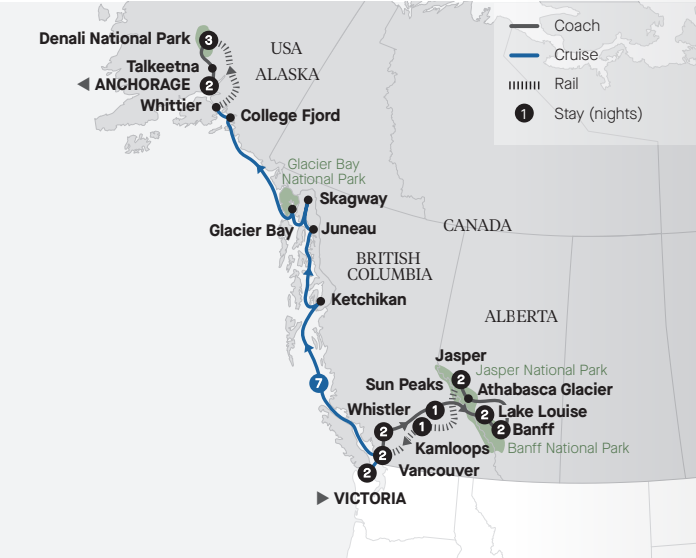 Coach
Cruise
Rail
1 Stay (nights)
Denali National Park 3
USA
Talkeetna
ALASKA
ANCHORAGE 2
Whittier
College Fjord
Glacier Bay
National Park
Skagway
Glacier Bay
Juneau
CANADA
BRITISH
COLUMBIA
Ketchikan
ALBERTA
Jasper
2
Jasper National Park
7
Sun Peaks
Athabasca Glacier
Whistler
1
2
Lake Louise
2
1
2
Banff
Kamloops
Banff National Park
2
Vancouver
2
VICTORIA